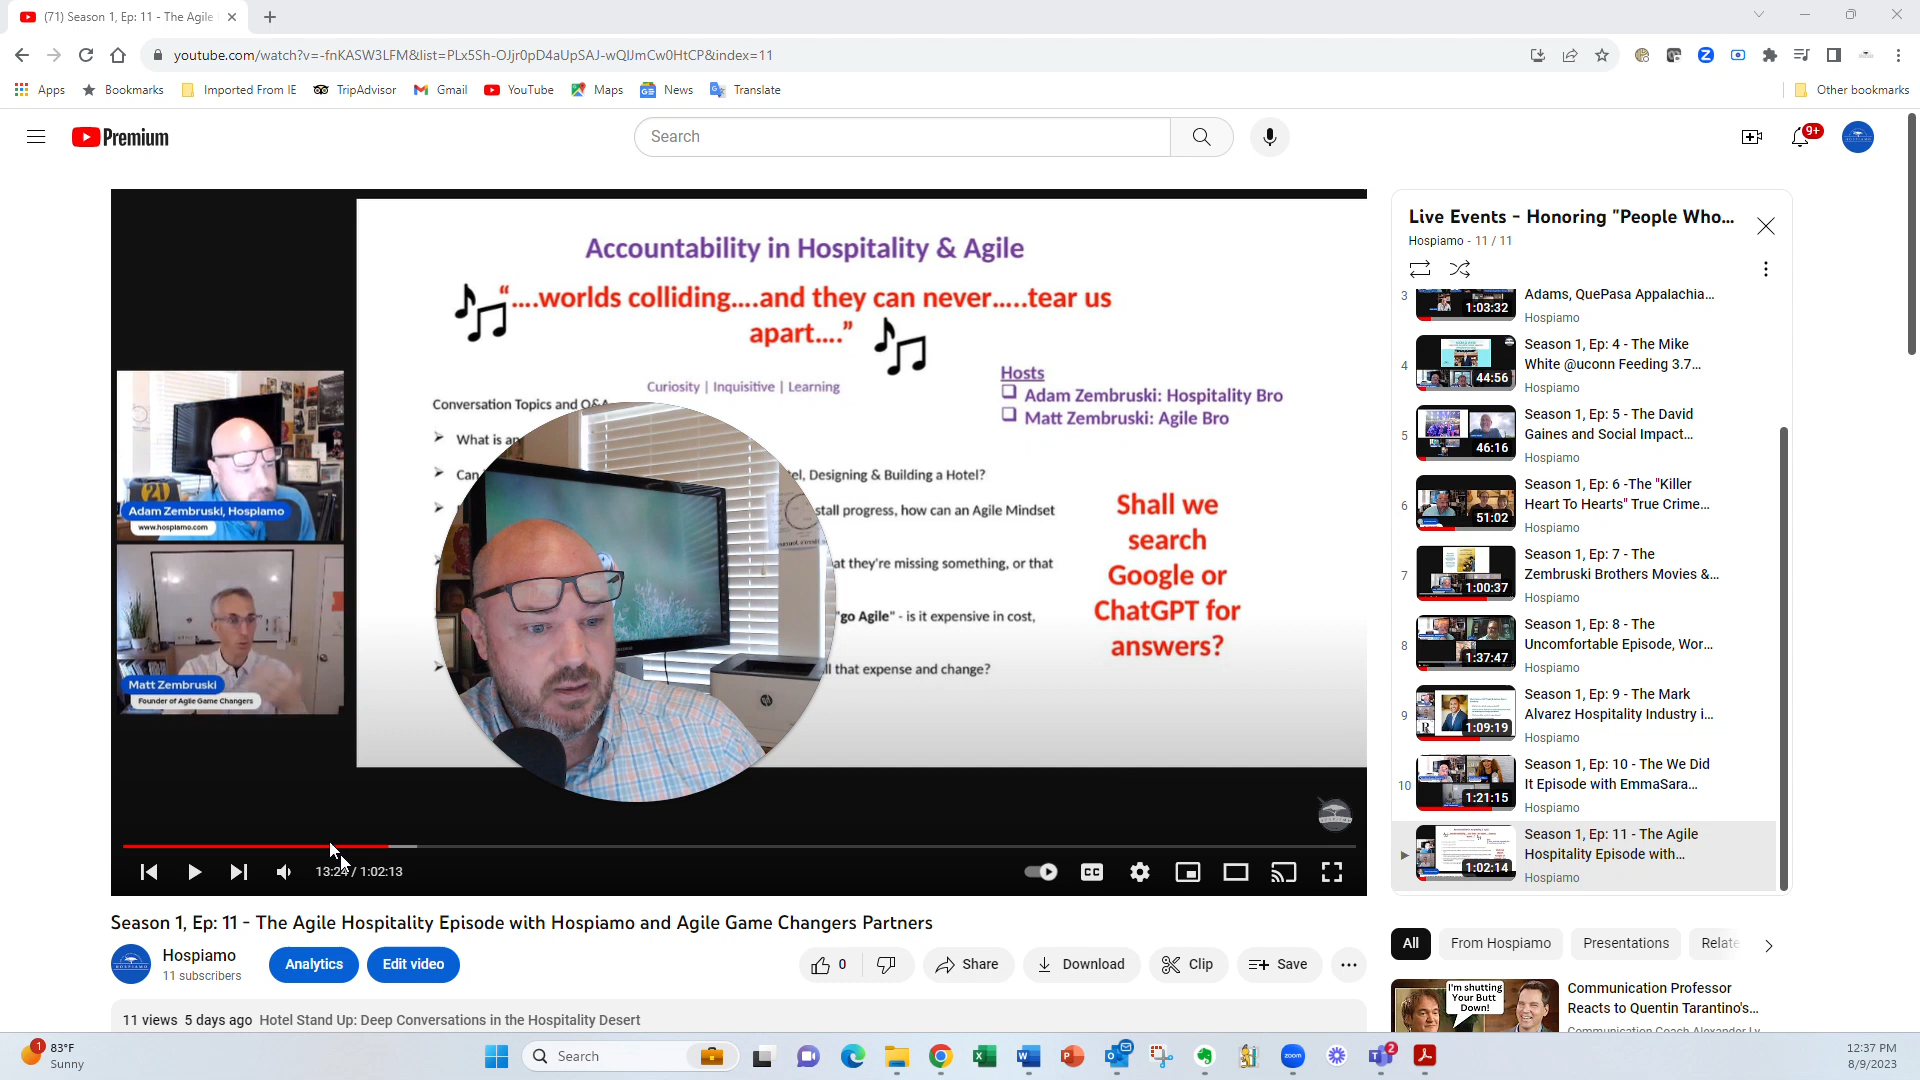 (71) Season 1, Ep: 11 - The Agile
youtube.com/watch?v=-fnKASW3LFM&list=PLx5Sh-OJjr0pD4aUpSAJ-wQIJmCw0HtCP&index=11
Apps Bookmarks Imported From IE TripAdvisor Gmail YouTube Maps News Translate Other bookmarks
Premium
Search
9+
Accountability in Hospitality & Agile
"....worlds colliding....and they can never.....tear us
apart...."
Curiosity | Inquisitive | Learning
Hosts
Adam Zembruski: Hospitality Bro
Matt Zembruski: Agile Bro
Conversation Topics and Q&A
What is an
Can
el, Designing & Building a Hotel?
stall progress, how can an Agile Mindset
at they're missing something, or that
"go Agile" - is it expensive in cost,
ll that expense and change?
Shall we
search
Google or
ChatGPT for
answers?
21
Adam Zembruski, Hospiamo
www.hospiamo.com
Matt Zembruski
Founder of Agile Game Changers
13:24 / 1:02:13
CC
Season 1, Ep: 11 - The Agile Hospitality Episode with Hospiamo and Agile Game Changers Partners
Hospiamo
11 subscribers
Analytics
Edit video
0
Share
Download
Clip
Save
11 views 5 days ago Hotel Stand Up: Deep Conversations in the Hospitality Desert
Live Events - Honoring "People Who...
Hospiamo - 11 / 11
3
1:03:32
Adams, QuePasa Appalachia...
Hospiamo
4
44:56
Season 1, Ep: 4 - The Mike
White @uconn Feeding 3.7...
Hospiamo
5
46:16
Season 1, Ep: 5 - The David
Gaines and Social Impact...
Hospiamo
6
51:02
Season 1, Ep: 6 -The "Killer
Heart To Hearts" True Crime...
Hospiamo
7
1:00:37
Season 1, Ep: 7 - The
Zembruski Brothers Movies &...
Hospiamo
8
1:37:47
Season 1, Ep: 8 - The
Uncomfortable Episode, Wor...
Hospiamo
9
1:09:19
Season 1, Ep: 9 - The Mark
Alvarez Hospitality Industry i...
Hospiamo
10
1:21:15
Season 1, Ep: 10 - The We Did
It Episode with EmmaSara...
Hospiamo
1:02:14
Season 1, Ep: 11 - The Agile
Hospitality Episode with...
Hospiamo
All
From Hospiamo
Presentations
Relate
I'm shutting
Your Butt
Down!
Communication Professor
Reacts to Quentin Tarantino's...
Communication Coach Alexander Ly
1
83°F
Sunny
Search
zoom
2
12:37 PM
8/9/2023